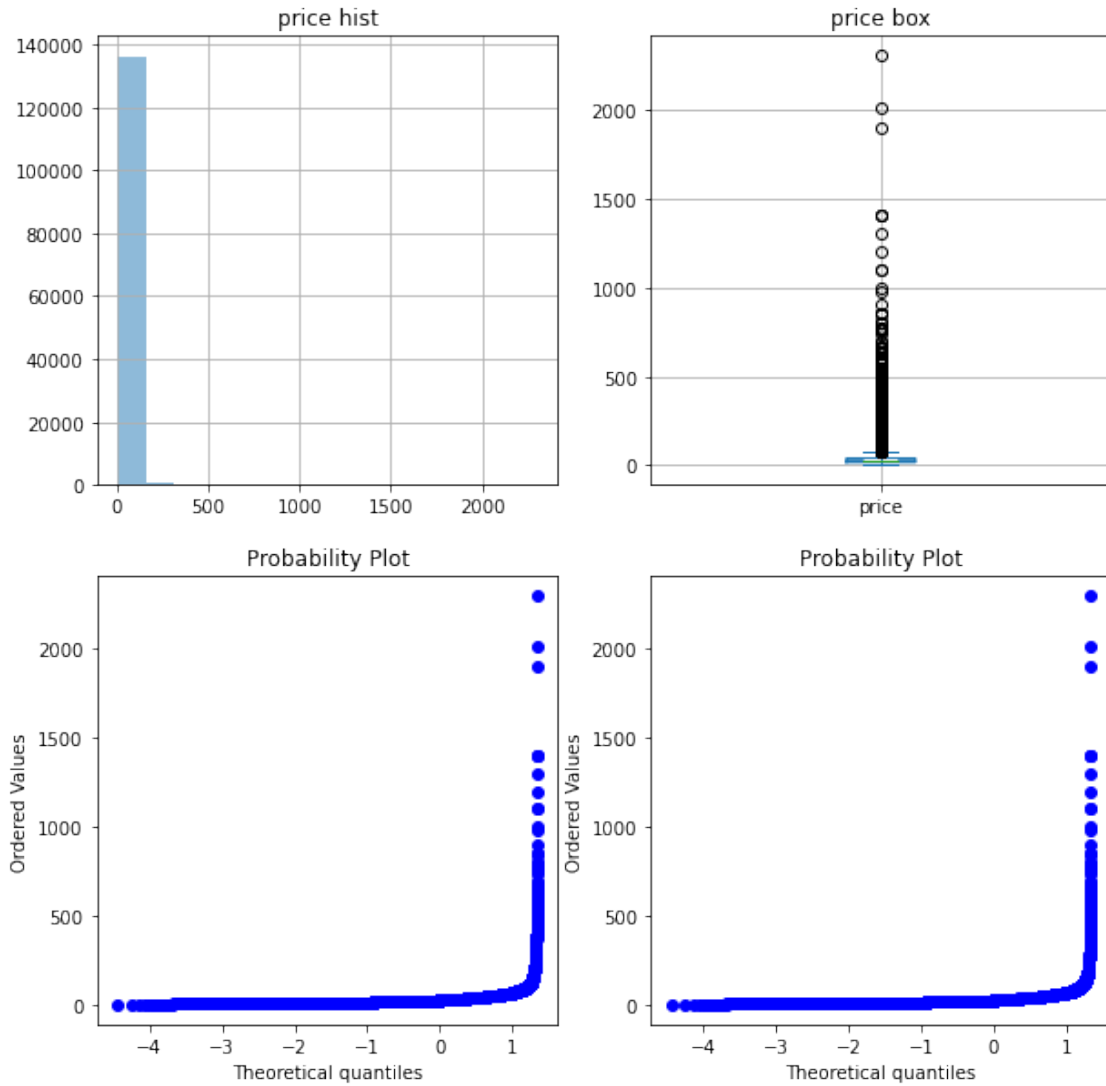 price hist
140000
120000
100000
80000
60000
40000
20000
0
0 500 1000 1500 2000
price box
2000
1500
1000
500
0
price
Probability Plot
Ordered Values
2000
1500
1000
500
0
−4 −3 −2 −1 0 1
Theoretical quantiles
Probability Plot
Ordered Values
2000
1500
1000
500
0
−4 −3 −2 −1 0 1
Theoretical quantiles